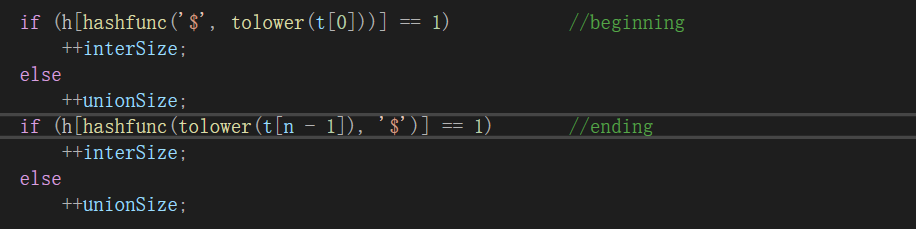 if (h[hashfunc('$', tolower(t[0]))] == 1) //beginning
++interSize;
else
++unionSize;
if (h[hashfunc(tolower(t[n - 1]), '$')] == 1) //ending
++interSize;
else
++unionSize;